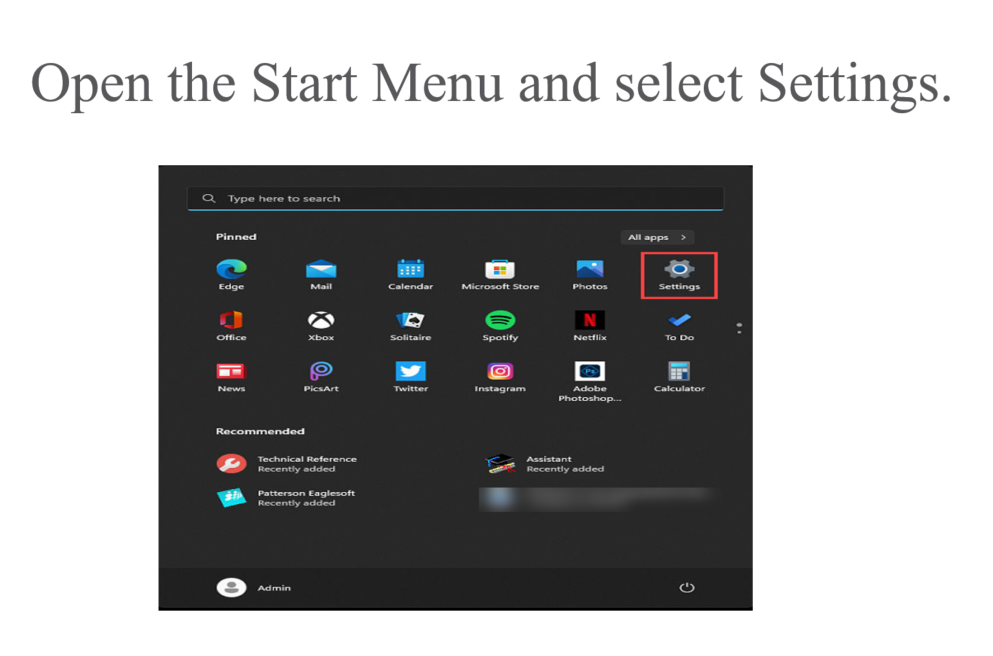 Open the Start Menu and select Settings.
Type here to search
Pinned
All apps >
Edge Mail Calendar Microsoft Store Photos Settings
Office Xbox Solitaire Spotify Netflix To Do
News PicsArt Twitter Instagram Adobe Photoshop... Calculator
Recommended
Technical Reference
Recently added
Assistant
Recently added
Patterson Eaglesoft
Recently added
Admin